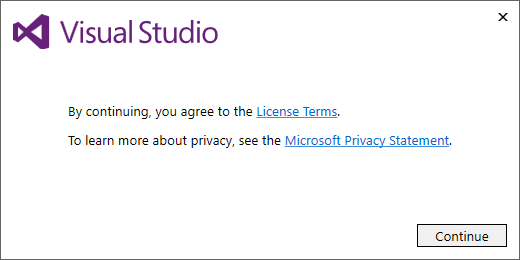 Visual Studio
By continuing, you agree to the License Terms.
To learn more about privacy, see the Microsoft Privacy Statement.
Continue